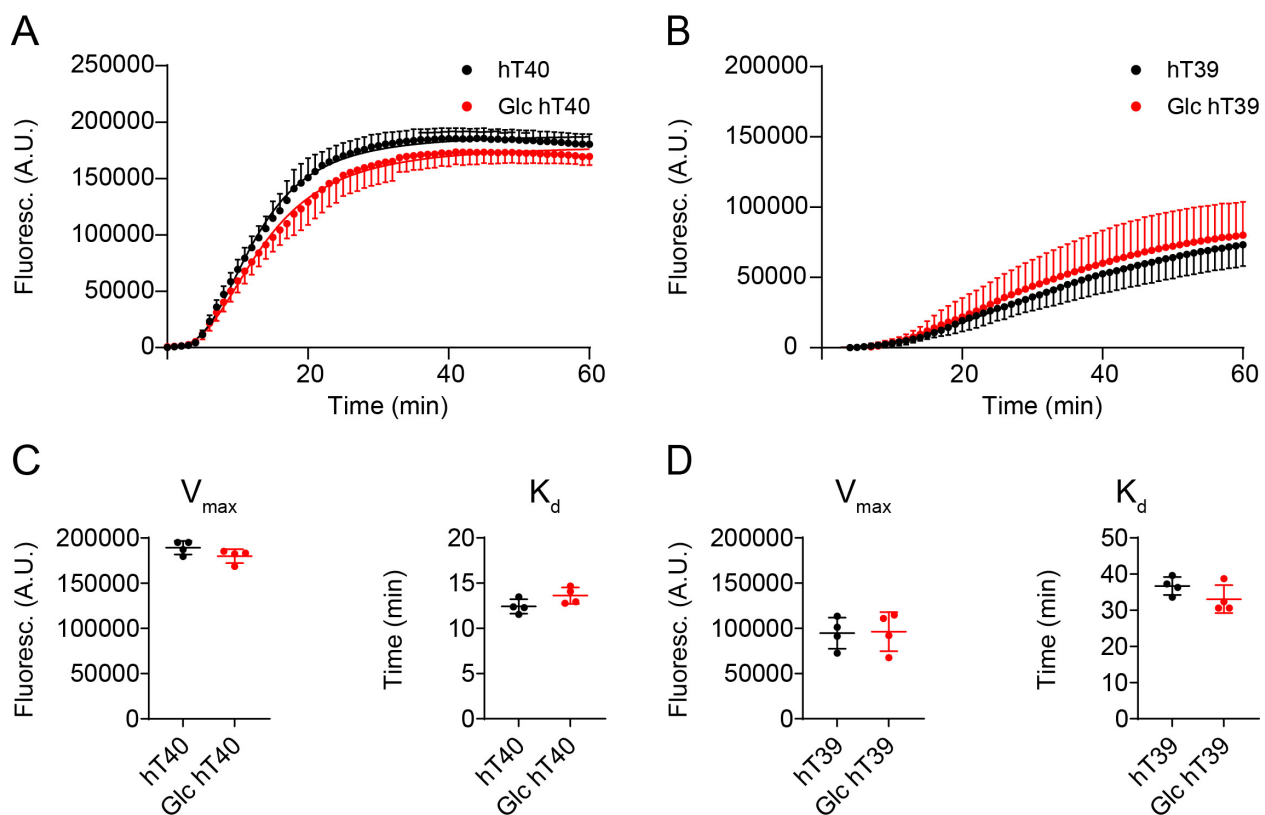 A
250000
200000
150000
100000
50000
0
Fluoresc. (A.U.)
hT40
Glc hT40
20
40
60
Time (min)
B
200000
150000
100000
50000
0
Fluoresc. (A.U.)
hT39
Glc hT39
20
40
60
Time (min)
C
Vmax
200000
150000
100000
50000
0
Fluoresc. (A.U.)
hT40
Glc hT40
Kd
20
15
10
5
0
Time (min)
hT40
Glc hT40
D
Vmax
200000
150000
100000
50000
0
Fluoresc. (A.U.)
hT39
Glc hT39
Kd
50
40
30
20
10
0
Time (min)
hT39
Glc hT39